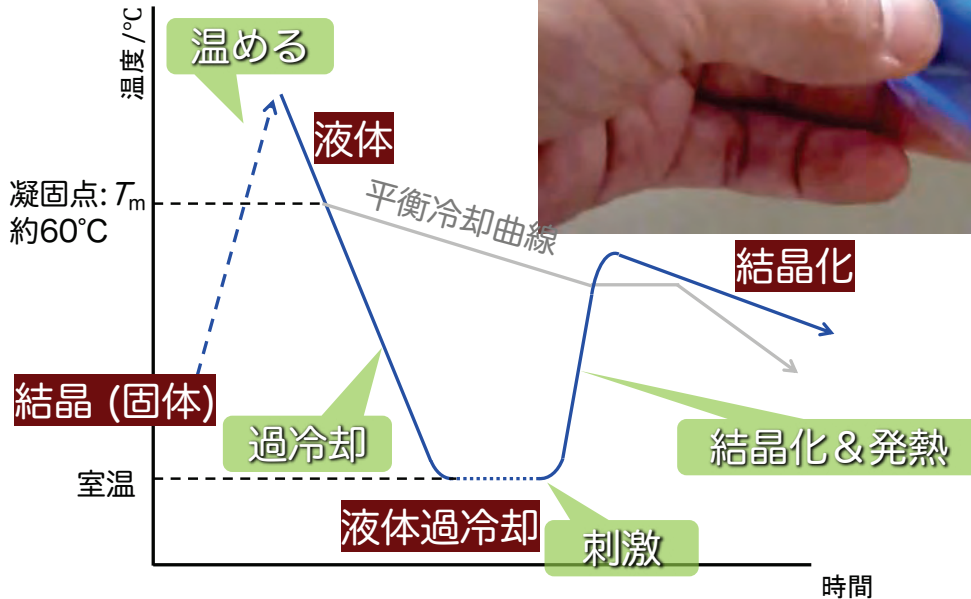 温度/℃
温める
液体
凝固点: Tm
約60℃
平衡冷却曲線
結晶化
結晶 (固体)
過冷却
結晶化＆発熱
室温
液体過冷却
刺激
時間